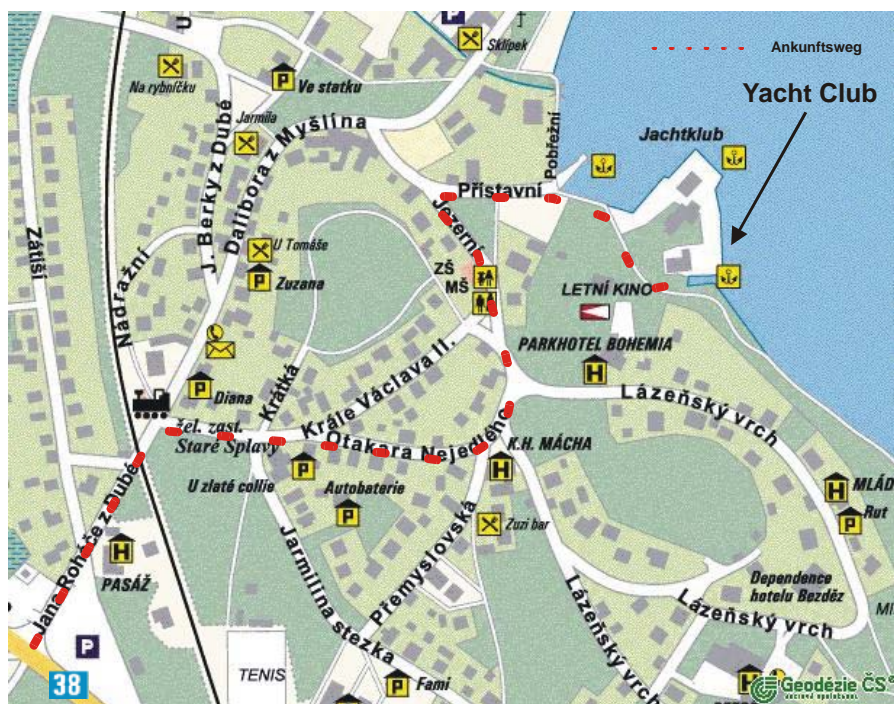 U
Sklípek
Ankunftsweg
Yacht Club
Na rybníčku
Ve statku
Jarmila
Jachtklub
J. Berky z Dubé
Dalibora z Myšlína
Pobřežní
Přístavní
Jezerní
Zátiší
Nádražní
U Tomáše
Zuzana
ZŠ
MŠ
LETNÍ KINO
PARKHOTEL BOHEMIA
Diana
Krátká
Krále Václava II.
Lázeňský vrch
žel. zast.
Staré Splavy
Otakara Nejedlého
K.H. MÁCHA
U zlaté collie
Autobaterie
Zuzi bar
MLÁD
Rut
Jana Roháče z Dubé
PASÁŽ
Přemyslovská
Jarmilina stezka
Lázeňský vrch
Dependence
hotelu Bezděz
Lázeňský vrch
MI
TENIS
38
Fami
Geodézie ČS